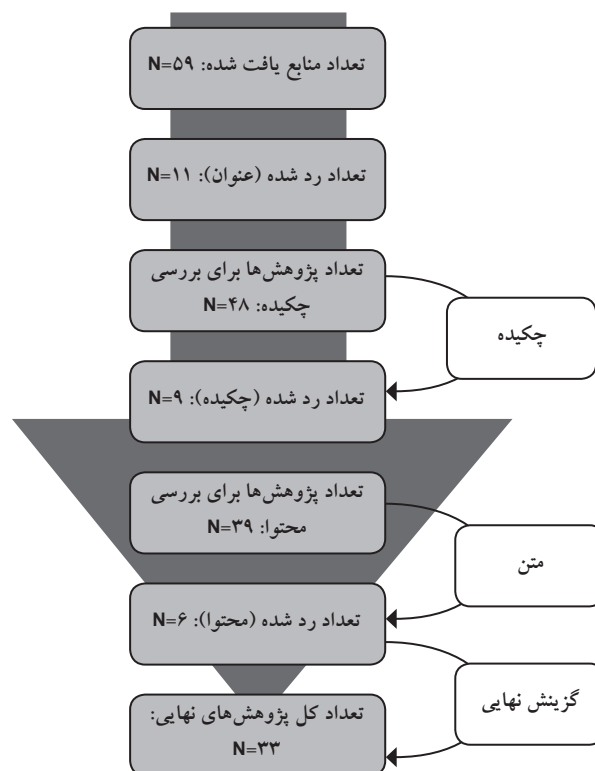 تعداد منابع یافت شده: N=۵۹
تعداد رد شده (عنوان): N=۱۱
تعداد پژوهش‌ها برای بررسی
چکیده: N=۴۸
چکیده
تعداد رد شده (چکیده): N=۹
تعداد پژوهش‌ها برای بررسی
محتوا: N=۳۹
متن
تعداد رد شده (محتوا): N=۶
گزینش نهایی
تعداد کل پژوهش‌های نهایی:
N=۳۳